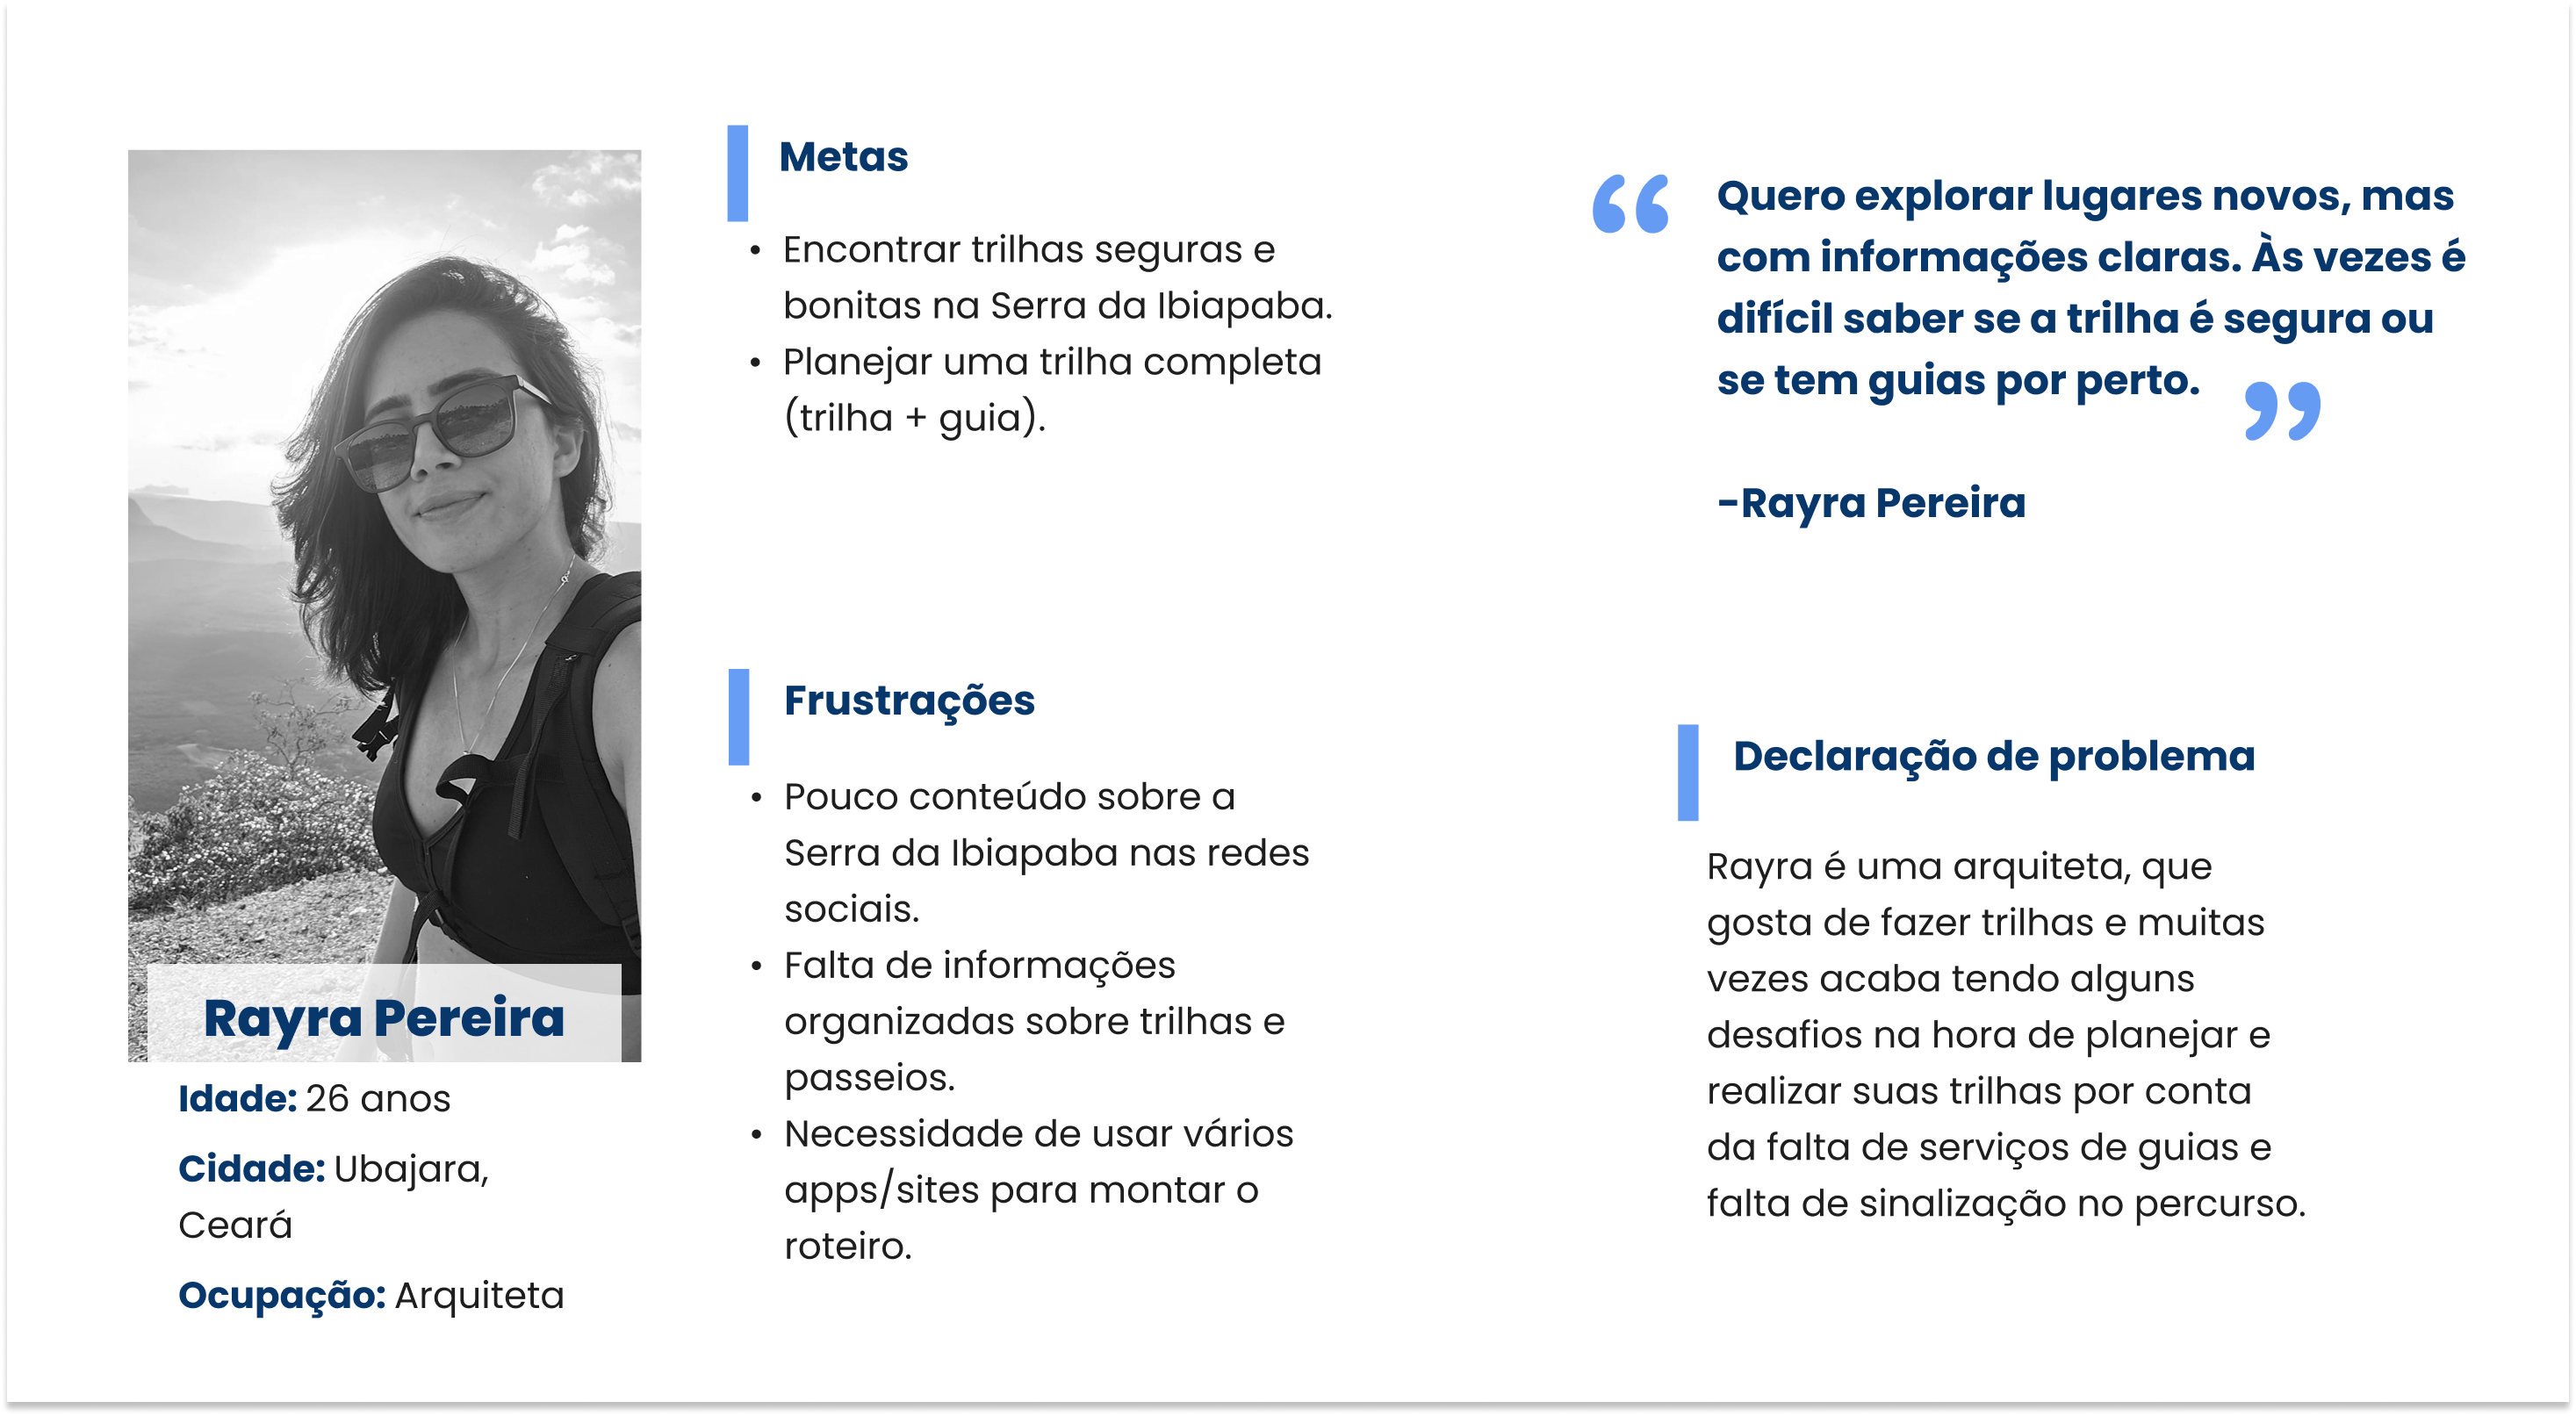 Rayra Pereira
Idade: 26 anos
Cidade: Ubajara,
Ceará
Ocupação: Arquiteta
Metas
• Encontrar trilhas seguras e
bonitas na Serra da Ibiapaba.
• Planejar uma trilha completa
(trilha + guia).
Frustrações
• Pouco conteúdo sobre a
Serra da Ibiapaba nas redes
sociais.
• Falta de informações
organizadas sobre trilhas e
passeios.
• Necessidade de usar vários
apps/sites para montar o
roteiro.
“Quero explorar lugares novos, mas
com informações claras. Às vezes é
difícil saber se a trilha é segura ou
se tem guias por perto.”
-Rayra Pereira
Declaração de problema
Rayra é uma arquiteta, que
gosta de fazer trilhas e muitas
vezes acaba tendo alguns
desafios na hora de planejar e
realizar suas trilhas por conta
da falta de serviços de guias e
falta de sinalização no percurso.